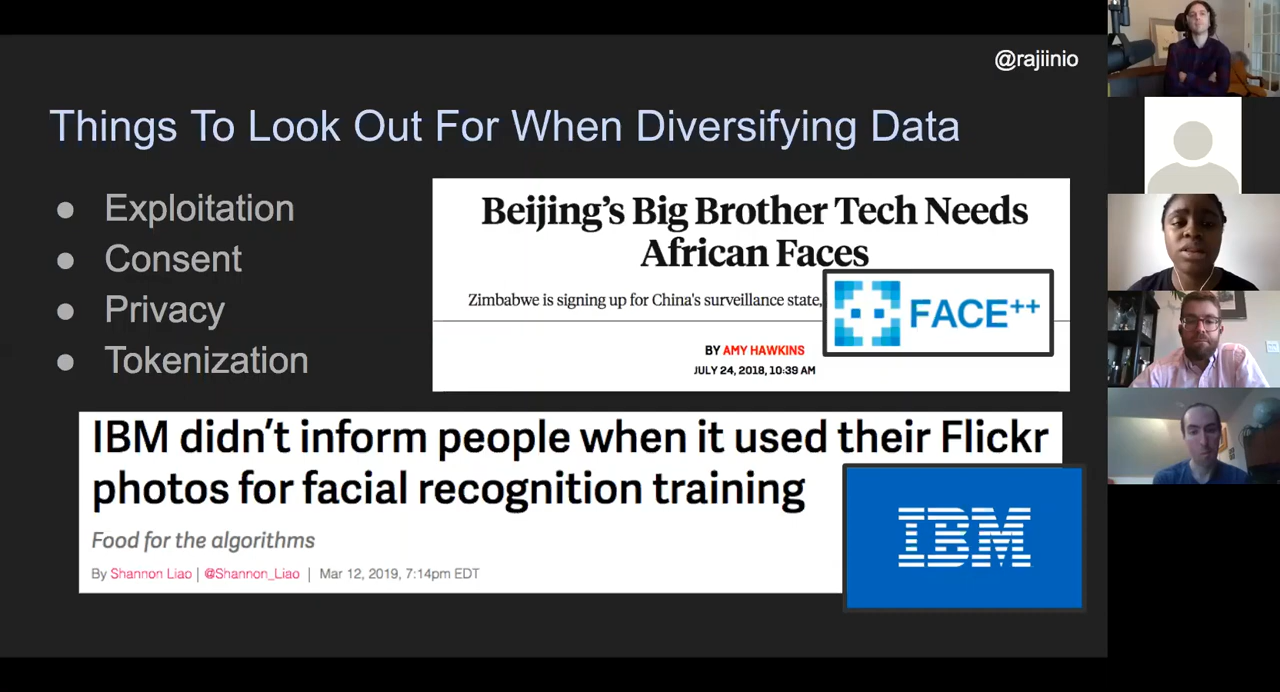 @rajiinio
Things To Look Out For When Diversifying Data
● Exploitation
● Consent
● Privacy
● Tokenization
Beijing's Big Brother Tech Needs
African Faces
Zimbabwe is signing up for China's surveillance state,
FACE++
BY AMY HAWKINS
JULY 24, 2018, 10:39 AM
IBM didn't inform people when it used their Flickr
photos for facial recognition training
Food for the algorithms
By Shannon Liao | @Shannon_Liao | Mar 12, 2019, 7:14pm EDT
IBM